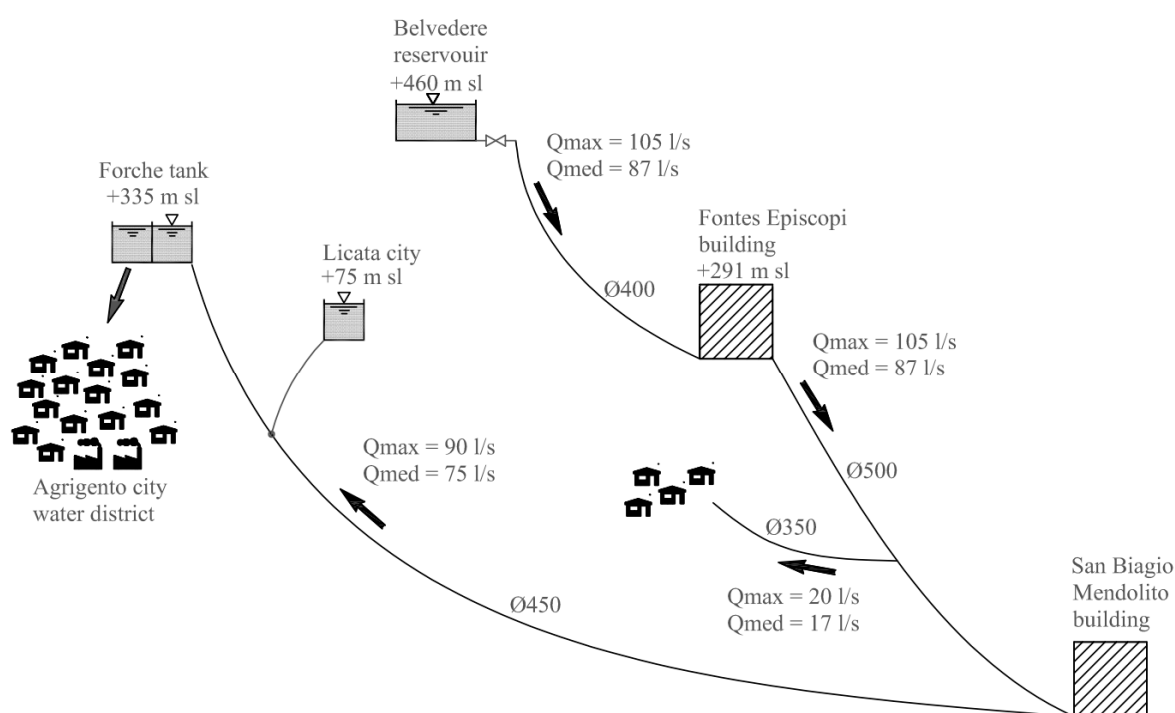 Belvedere
reservouir
+460 m sl
Qmax = 105 l/s
Qmed = 87 l/s
Forche tank
+335 m sl
Fontes Episcopi
building
+291 m sl
Licata city
+75 m sl
Ø400
Qmax = 105 l/s
Qmed = 87 l/s
Qmax = 90 l/s
Qmed = 75 l/s
Ø500
Agrigento city
water district
Ø350
San Biagio
Mendolito
building
Qmax = 20 l/s
Qmed = 17 l/s
Ø450